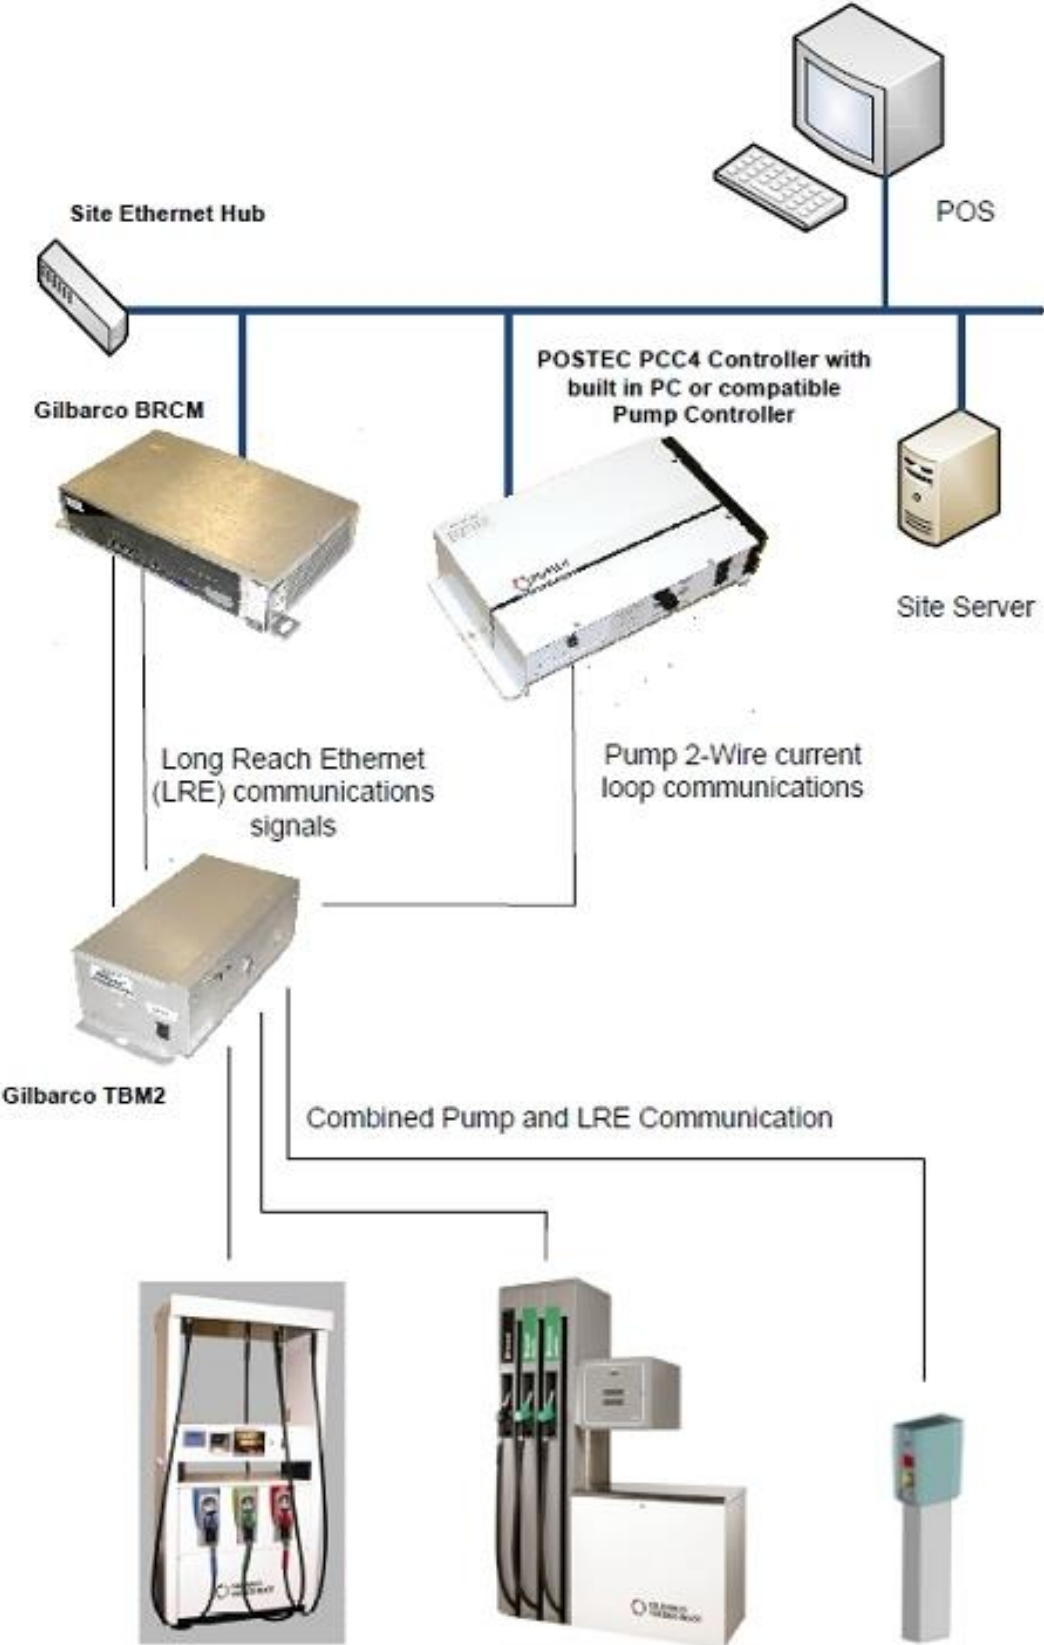 POS
Site Ethernet Hub
POSTEC PCC4 Controller with
built in PC or compatible
Pump Controller
Gilbarco BRCM
Site Server
Long Reach Ethernet
(LRE) communications
signals
Pump 2-Wire current
loop communications
Gilbarco TBM2
Combined Pump and LRE Communication